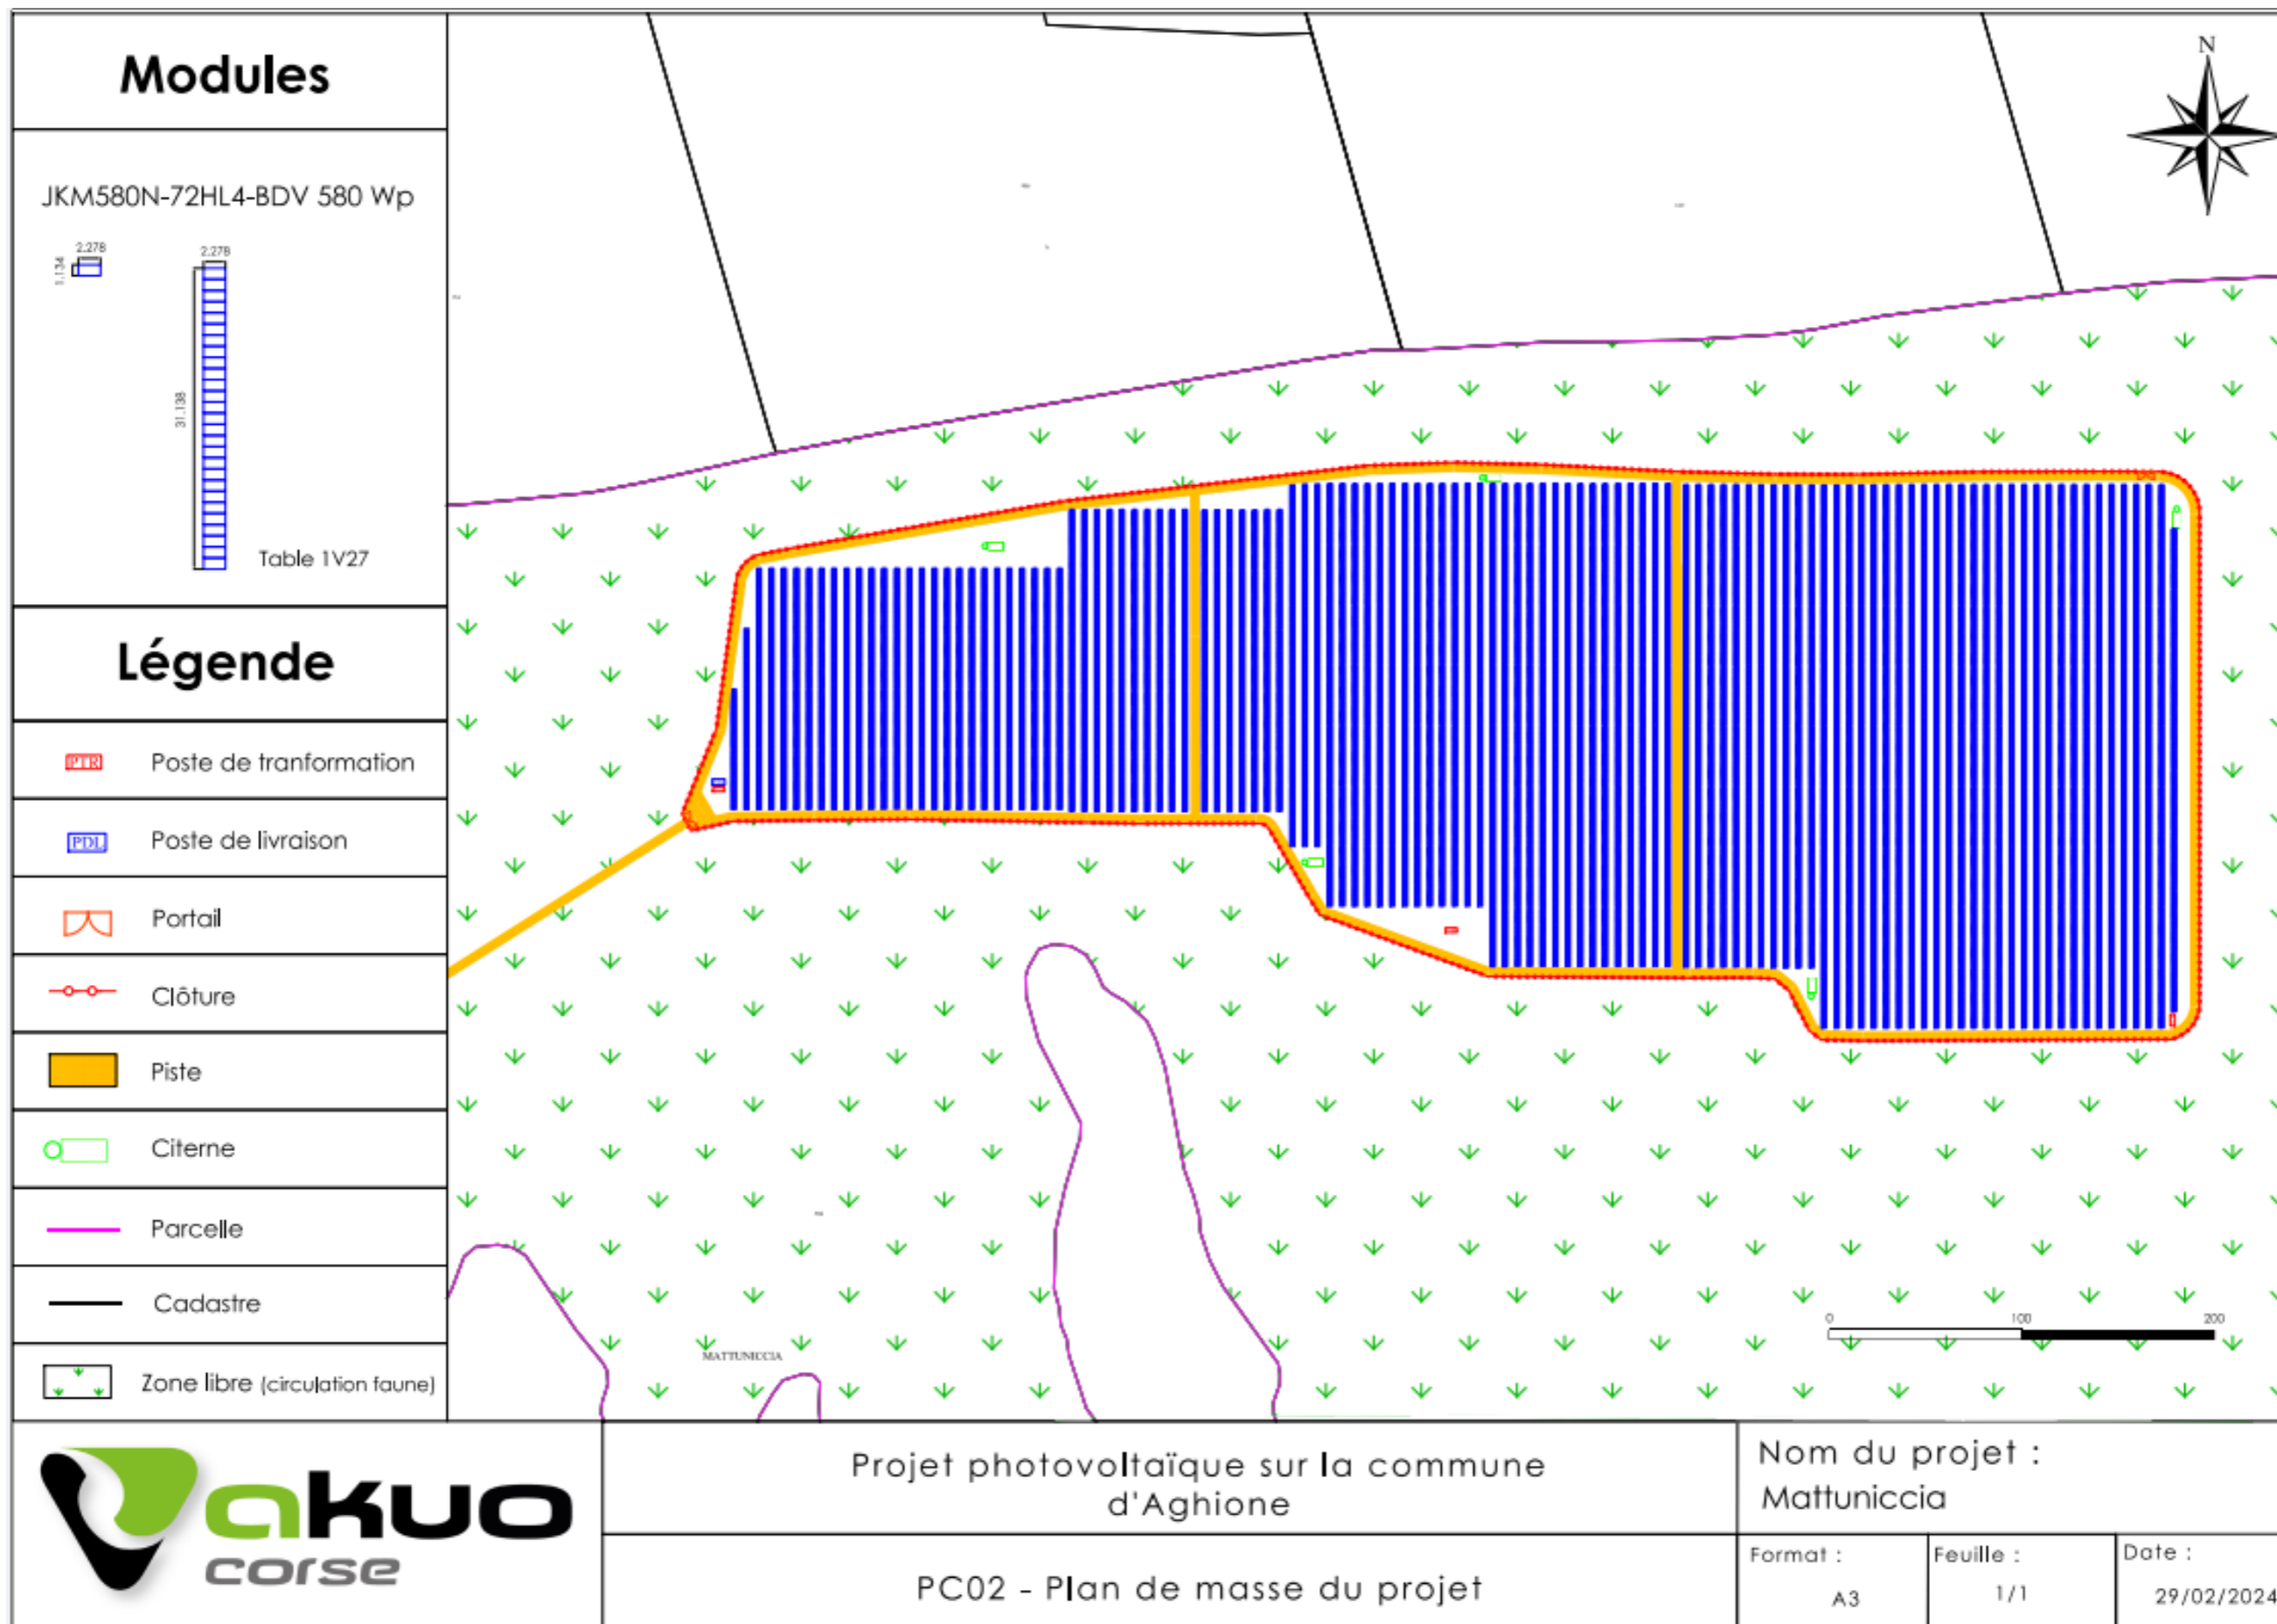 Modules
JKM580N-72HL4-BDV 580 Wp
2.278
1.134
2.278
31.138
Table 1V27
Légende
PTR
Poste de tranformation
PDL
Poste de livraison
Portail
Clôture
Piste
Citerne
Parcelle
Cadastre
Zone libre (circulation faune)
N
MATTUNICCIA
0 100 200
akuo
corse
Projet photovoltaïque sur la commune
d'Aghione
PC02 - Plan de masse du projet
Nom du projet :
Mattuniccia
Format :
A3
Feuille :
1/1
Date :
29/02/2024